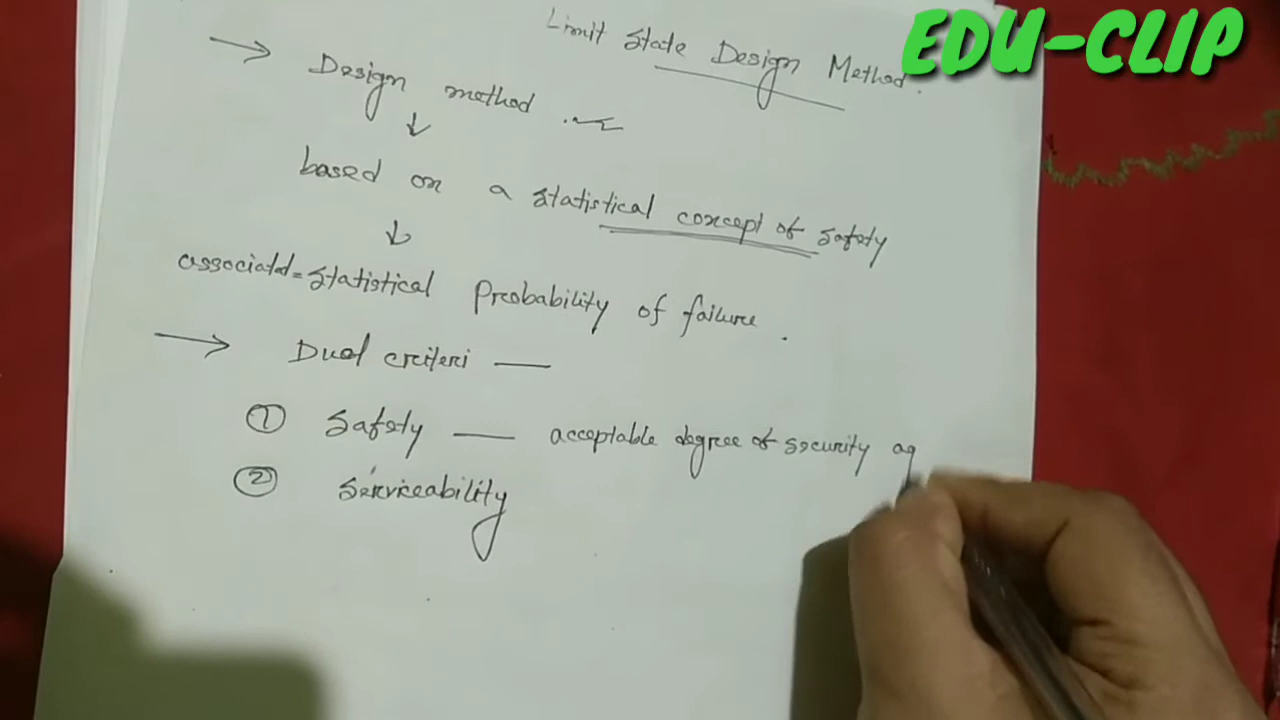 Limit State Design Method.
EDU-CLIP
→ Design method
↓
based on a statistical concept of safety
↓
associatd = statistical Probability of failure.
→ Dual criteri —
① Safety — acceptable degree of security ag
② Serviceability